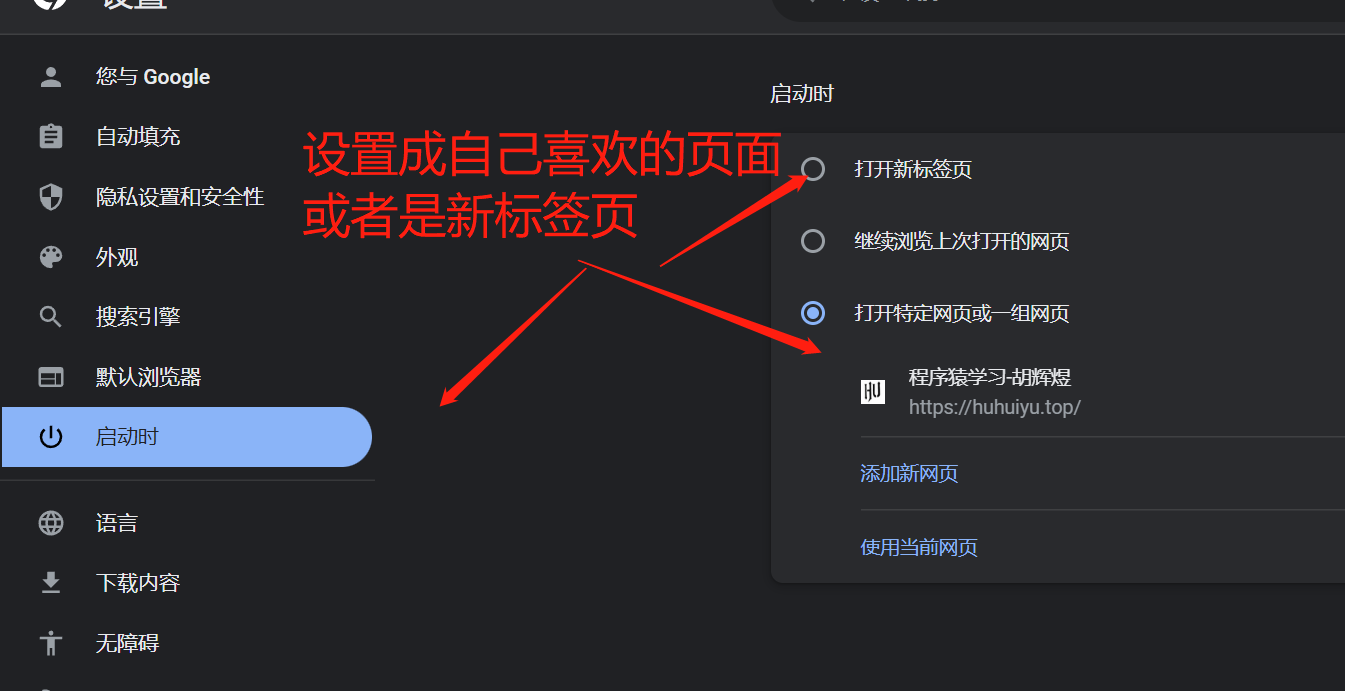 设置
您与 Google
自动填充
隐私设置和安全性
外观
搜索引擎
默认浏览器
启动时
语言
下载内容
无障碍
设置成自己喜欢的页面
或者是新标签页
启动时
打开新标签页
继续浏览上次打开的网页
打开特定网页或一组网页
HU
程序猿学习-胡辉煜
https://huhuiyu.top/
添加新网页
使用当前网页